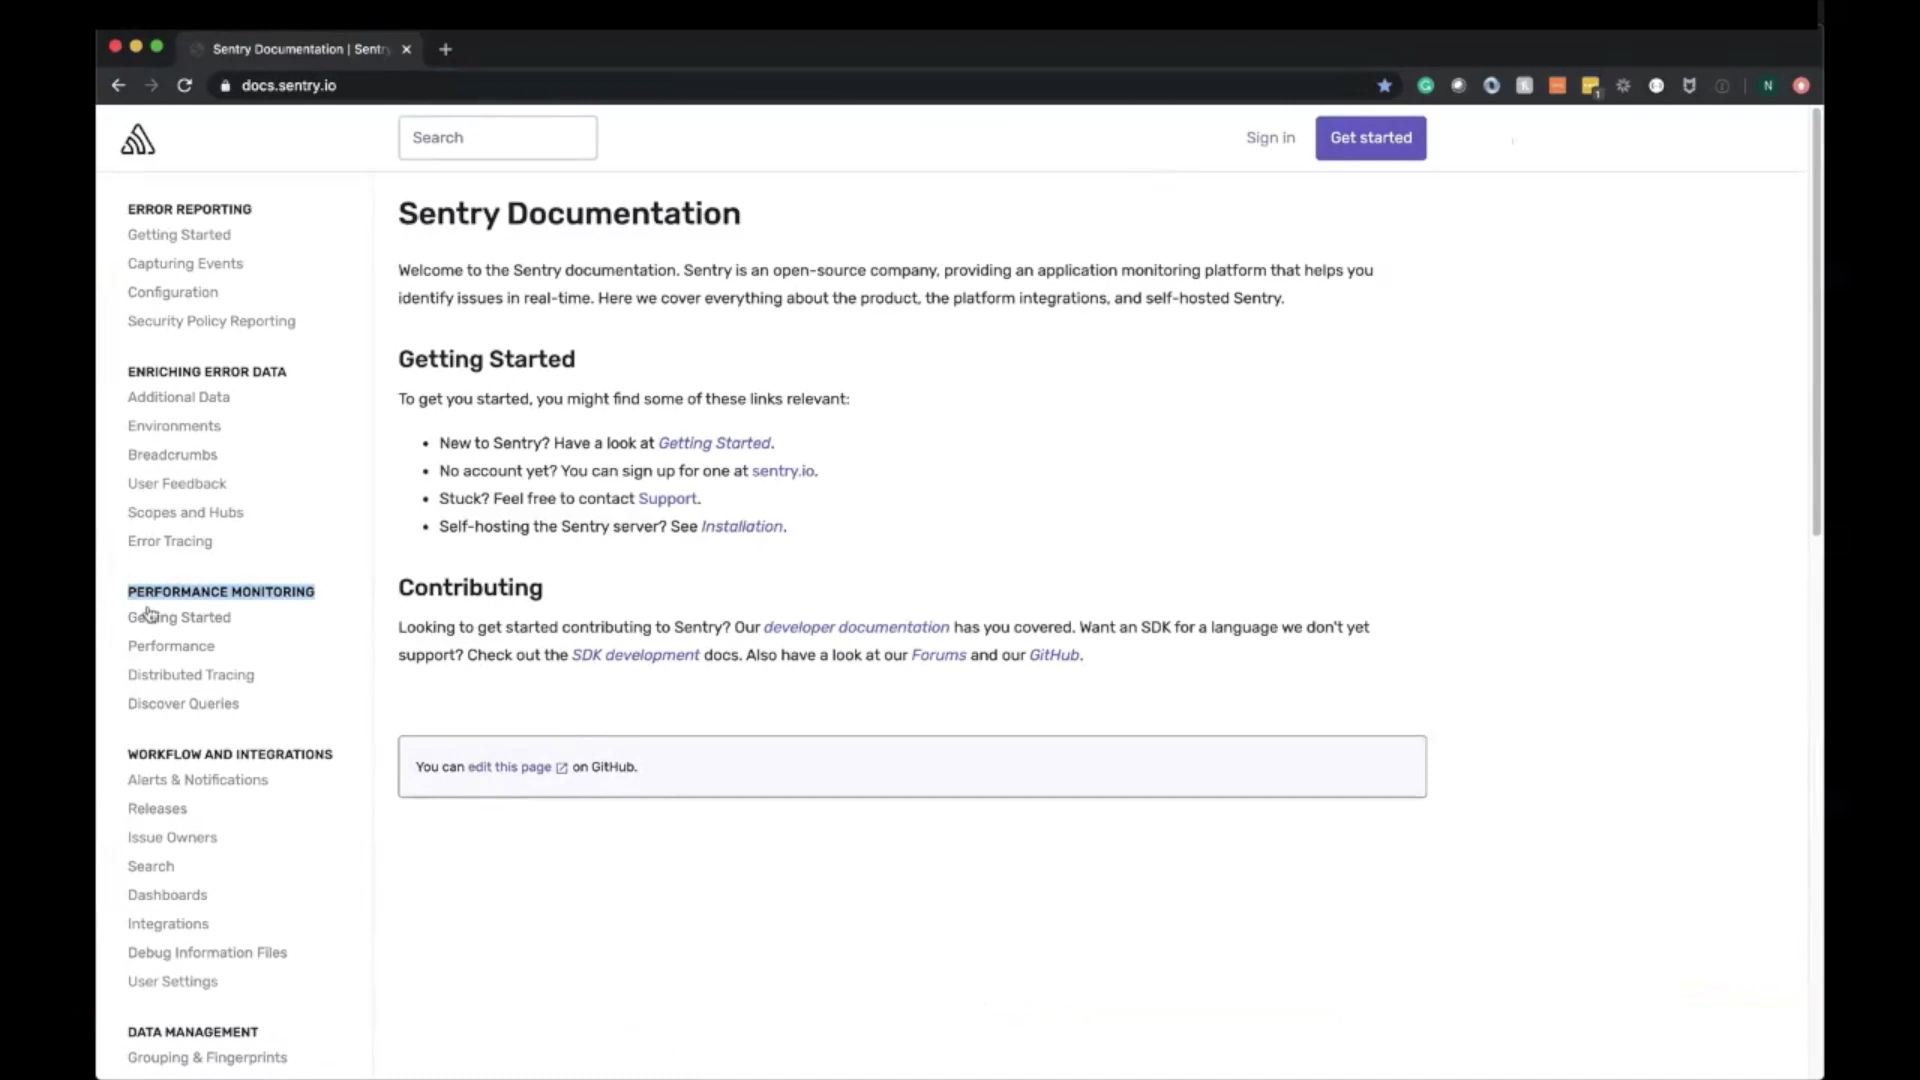 Sentry Documentation | Sentr
docs.sentry.io
1
N
Search
Sign in
Get started
ERROR REPORTING
Getting Started
Capturing Events
Configuration
Security Policy Reporting
ENRICHING ERROR DATA
Additional Data
Environments
Breadcrumbs
User Feedback
Scopes and Hubs
Error Tracing
PERFORMANCE MONITORING
Getting Started
Performance
Distributed Tracing
Discover Queries
WORKFLOW AND INTEGRATIONS
Alerts & Notifications
Releases
Issue Owners
Search
Dashboards
Integrations
Debug Information Files
User Settings
DATA MANAGEMENT
Grouping & Fingerprints
Sentry Documentation
Welcome to the Sentry documentation. Sentry is an open-source company, providing an application monitoring platform that helps you
identify issues in real-time. Here we cover everything about the product, the platform integrations, and self-hosted Sentry.
Getting Started
To get you started, you might find some of these links relevant:
• New to Sentry? Have a look at Getting Started.
• No account yet? You can sign up for one at sentry.io.
• Stuck? Feel free to contact Support.
• Self-hosting the Sentry server? See Installation.
Contributing
Looking to get started contributing to Sentry? Our developer documentation has you covered. Want an SDK for a language we don't yet
support? Check out the SDK development docs. Also have a look at our Forums and our GitHub.
You can edit this page on GitHub.